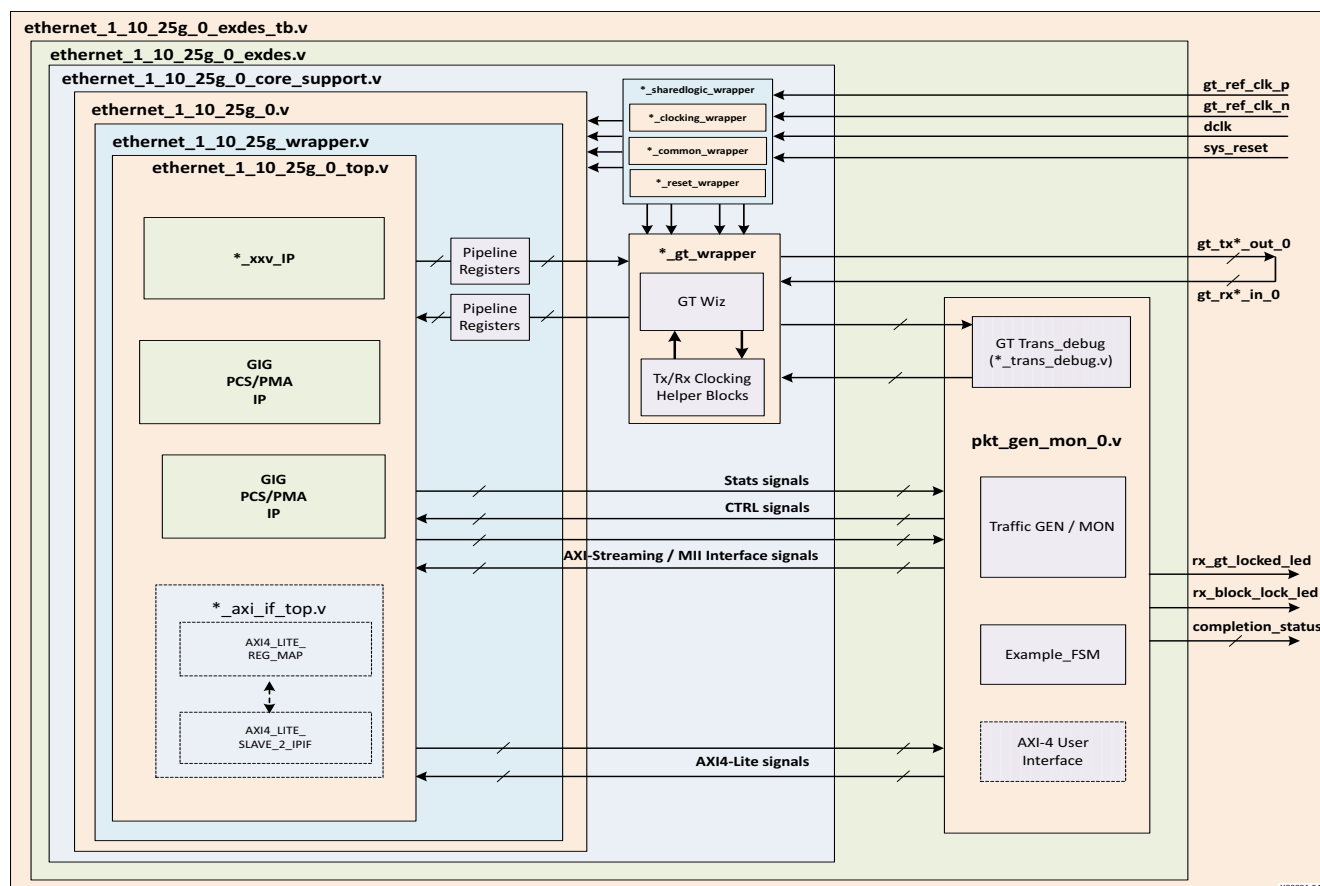 ethernet_1_10_25g_0_exdes_tb.v
ethernet_1_10_25g_0_exdes.v
ethernet_1_10_25g_0_core_support.v
ethernet_1_10_25g_0.v
ethernet_1_10_25g_wrapper.v
ethernet_1_10_25g_0_top.v
*_xxv_IP
GIG
PCS/PMA
IP
GIG
PCS/PMA
IP
*_axi_if_top.v
AXI4_LITE_
REG_MAP
AXI4_LITE_
SLAVE_2_IPIF
Pipeline
Registers
Pipeline
Registers
*_sharedlogic_wrapper
*_clocking_wrapper
*_common_wrapper
*_reset_wrapper
*_gt_wrapper
GT Wiz
Tx/Rx Clocking
Helper Blocks
Stats signals
CTRL signals
AXI-Streaming / MII Interface signals
AXI4-Lite signals
GT Trans_debug
(*_trans_debug.v)
pkt_gen_mon_0.v
Traffic GEN / MON
Example_FSM
AXI-4 User
Interface
gt_ref_clk_p
gt_ref_clk_n
dclk
sys_reset
gt_tx*_out_0
gt_rx*_in_0
rx_gt_locked_led
rx_block_lock_led
completion_status